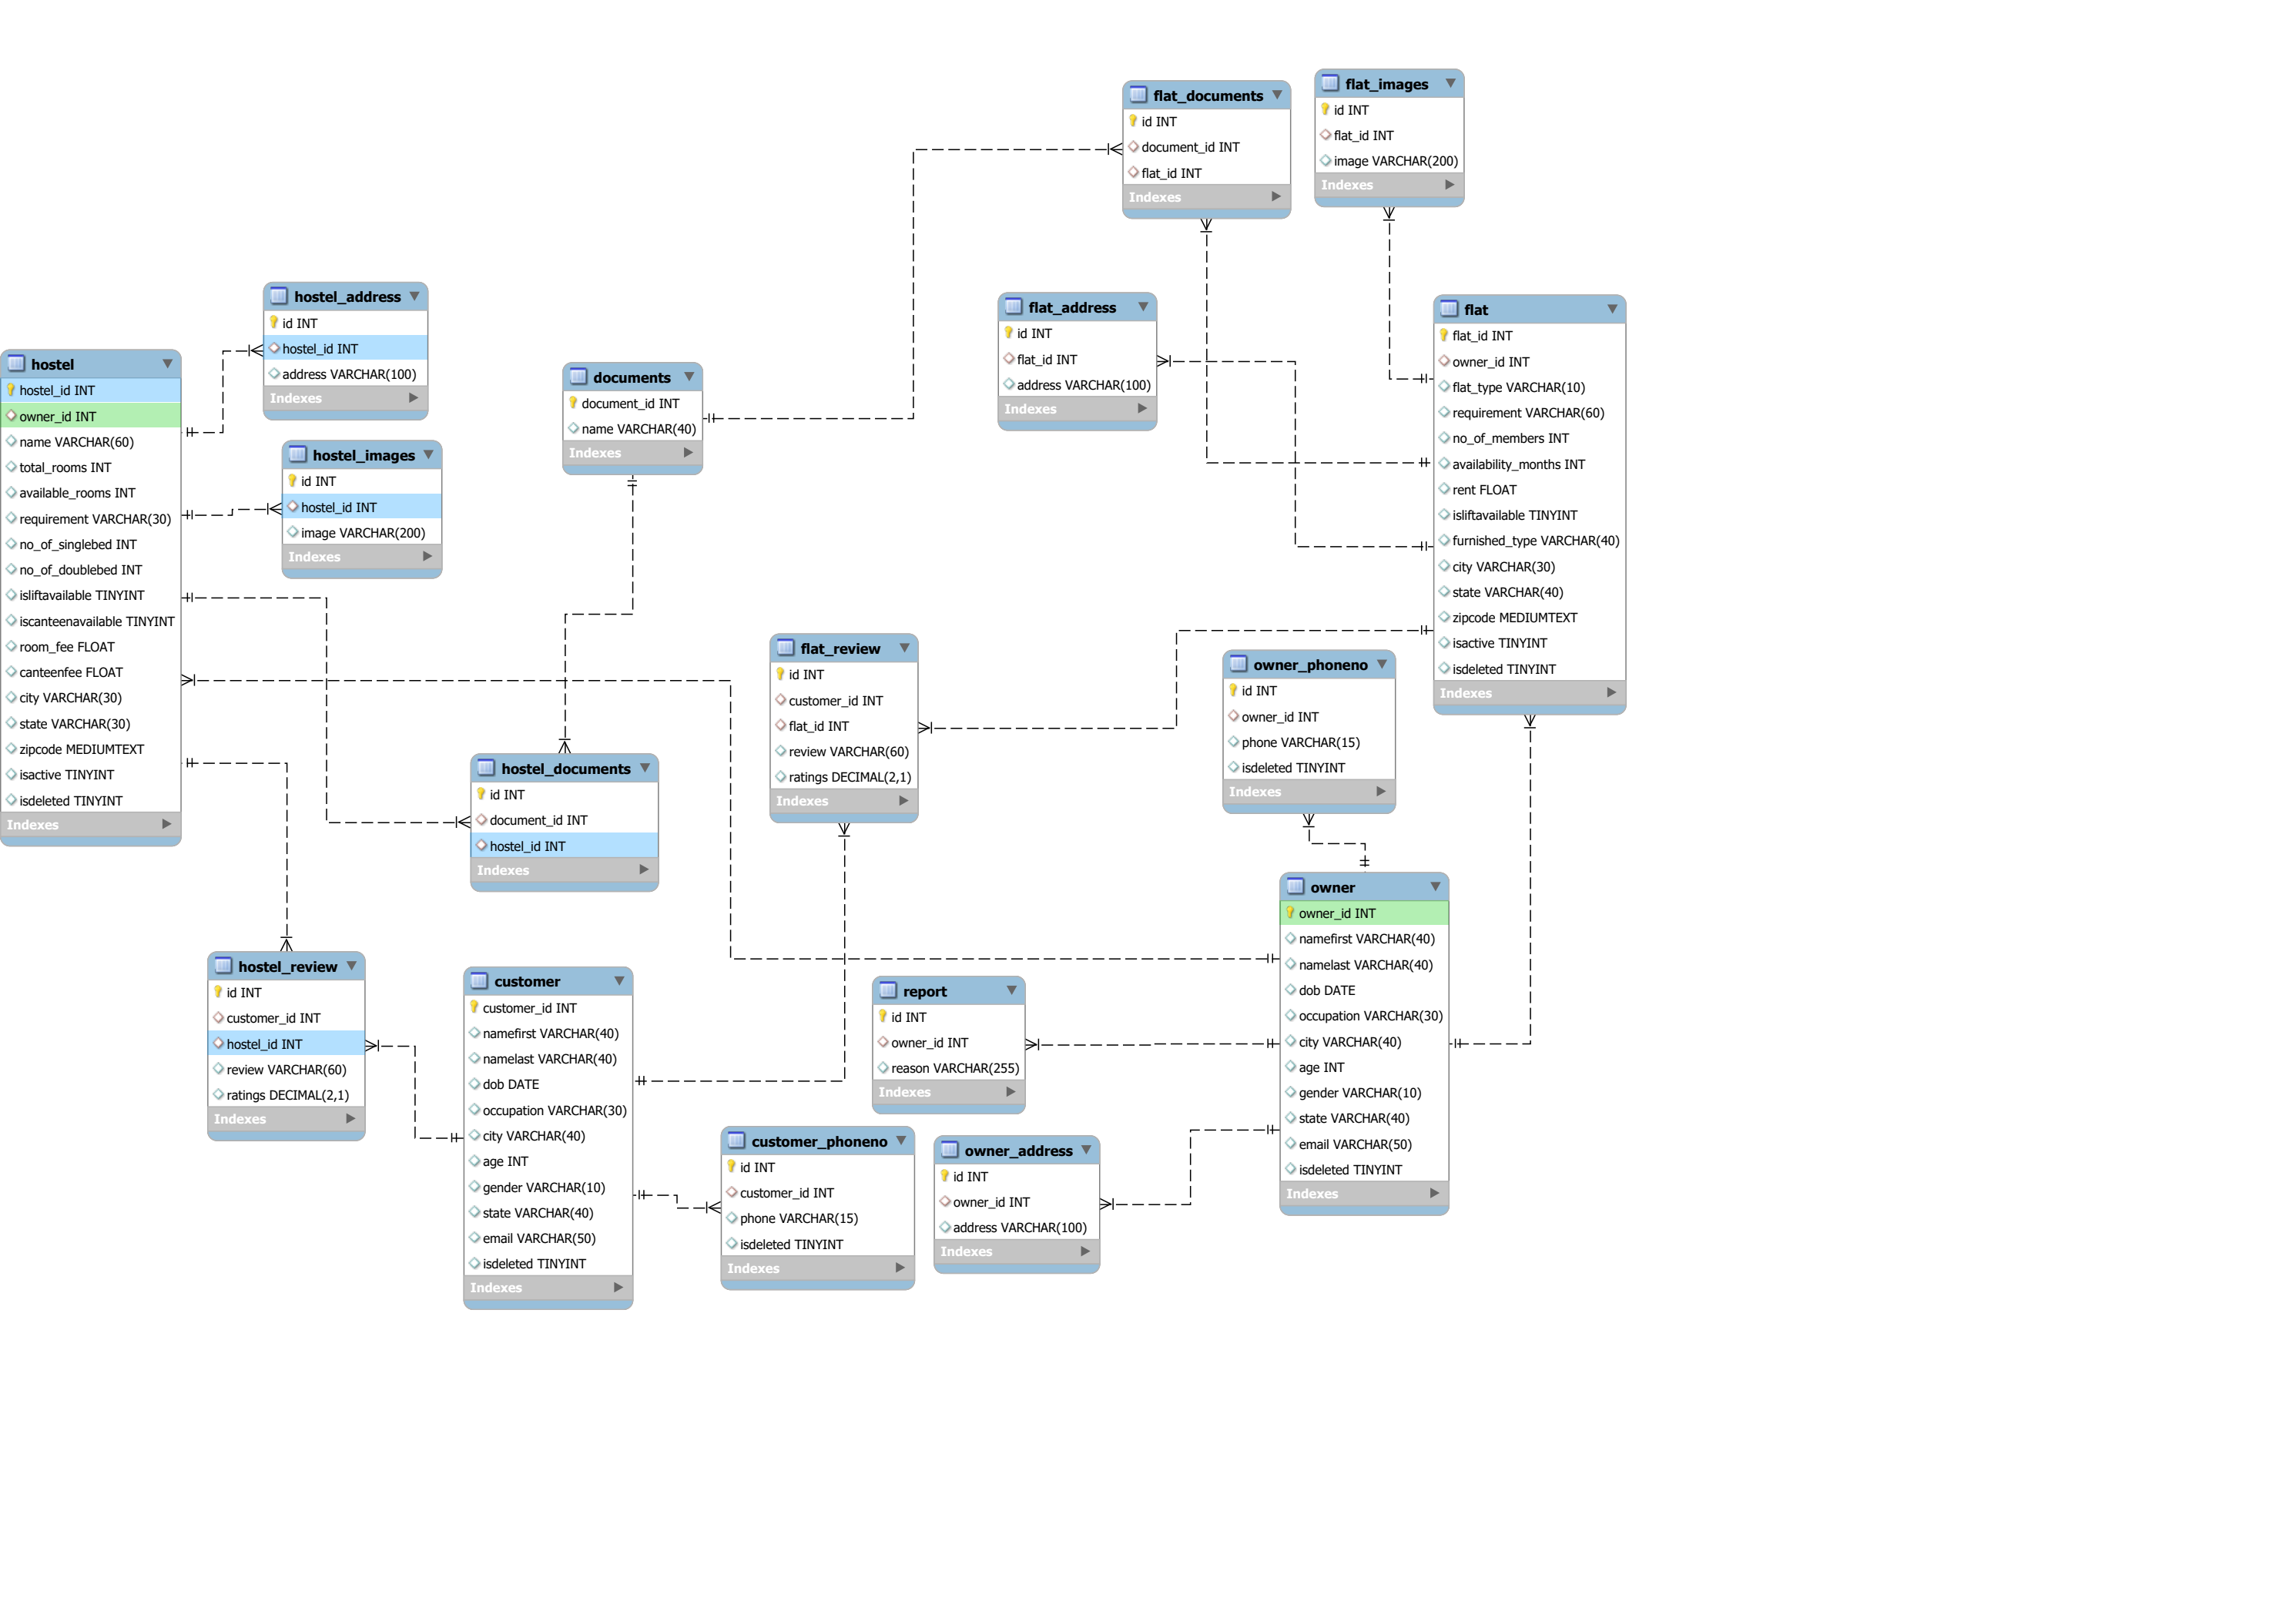 flat_documents
id INT
document_id INT
flat_id INT
Indexes
flat_images
id INT
flat_id INT
image VARCHAR(200)
Indexes
hostel_address
id INT
hostel_id INT
address VARCHAR(100)
Indexes
flat_address
id INT
flat_id INT
address VARCHAR(100)
Indexes
flat
flat_id INT
owner_id INT
flat_type VARCHAR(10)
requirement VARCHAR(60)
no_of_members INT
availability_months INT
rent FLOAT
isliftavailable TINYINT
furnished_type VARCHAR(40)
city VARCHAR(30)
state VARCHAR(40)
zipcode MEDIUMTEXT
isactive TINYINT
isdeleted TINYINT
Indexes
hostel
hostel_id INT
owner_id INT
name VARCHAR(60)
total_rooms INT
available_rooms INT
requirement VARCHAR(30)
no_of_singlebed INT
no_of_doublebed INT
isliftavailable TINYINT
iscanteenavailable TINYINT
room_fee FLOAT
canteenfee FLOAT
city VARCHAR(30)
state VARCHAR(30)
zipcode MEDIUMTEXT
isactive TINYINT
isdeleted TINYINT
Indexes
documents
document_id INT
name VARCHAR(40)
Indexes
hostel_images
id INT
hostel_id INT
image VARCHAR(200)
Indexes
flat_review
id INT
customer_id INT
flat_id INT
review VARCHAR(60)
ratings DECIMAL(2,1)
Indexes
owner_phoneno
id INT
owner_id INT
phone VARCHAR(15)
isdeleted TINYINT
Indexes
hostel_documents
id INT
document_id INT
hostel_id INT
Indexes
owner
owner_id INT
namefirst VARCHAR(40)
namelast VARCHAR(40)
dob DATE
occupation VARCHAR(30)
city VARCHAR(40)
age INT
gender VARCHAR(10)
state VARCHAR(40)
email VARCHAR(50)
isdeleted TINYINT
Indexes
hostel_review
id INT
customer_id INT
hostel_id INT
review VARCHAR(60)
ratings DECIMAL(2,1)
Indexes
customer
customer_id INT
namefirst VARCHAR(40)
namelast VARCHAR(40)
dob DATE
occupation VARCHAR(30)
city VARCHAR(40)
age INT
gender VARCHAR(10)
state VARCHAR(40)
email VARCHAR(50)
isdeleted TINYINT
Indexes
report
id INT
owner_id INT
reason VARCHAR(255)
Indexes
customer_phoneno
id INT
customer_id INT
phone VARCHAR(15)
isdeleted TINYINT
Indexes
owner_address
id INT
owner_id INT
address VARCHAR(100)
Indexes